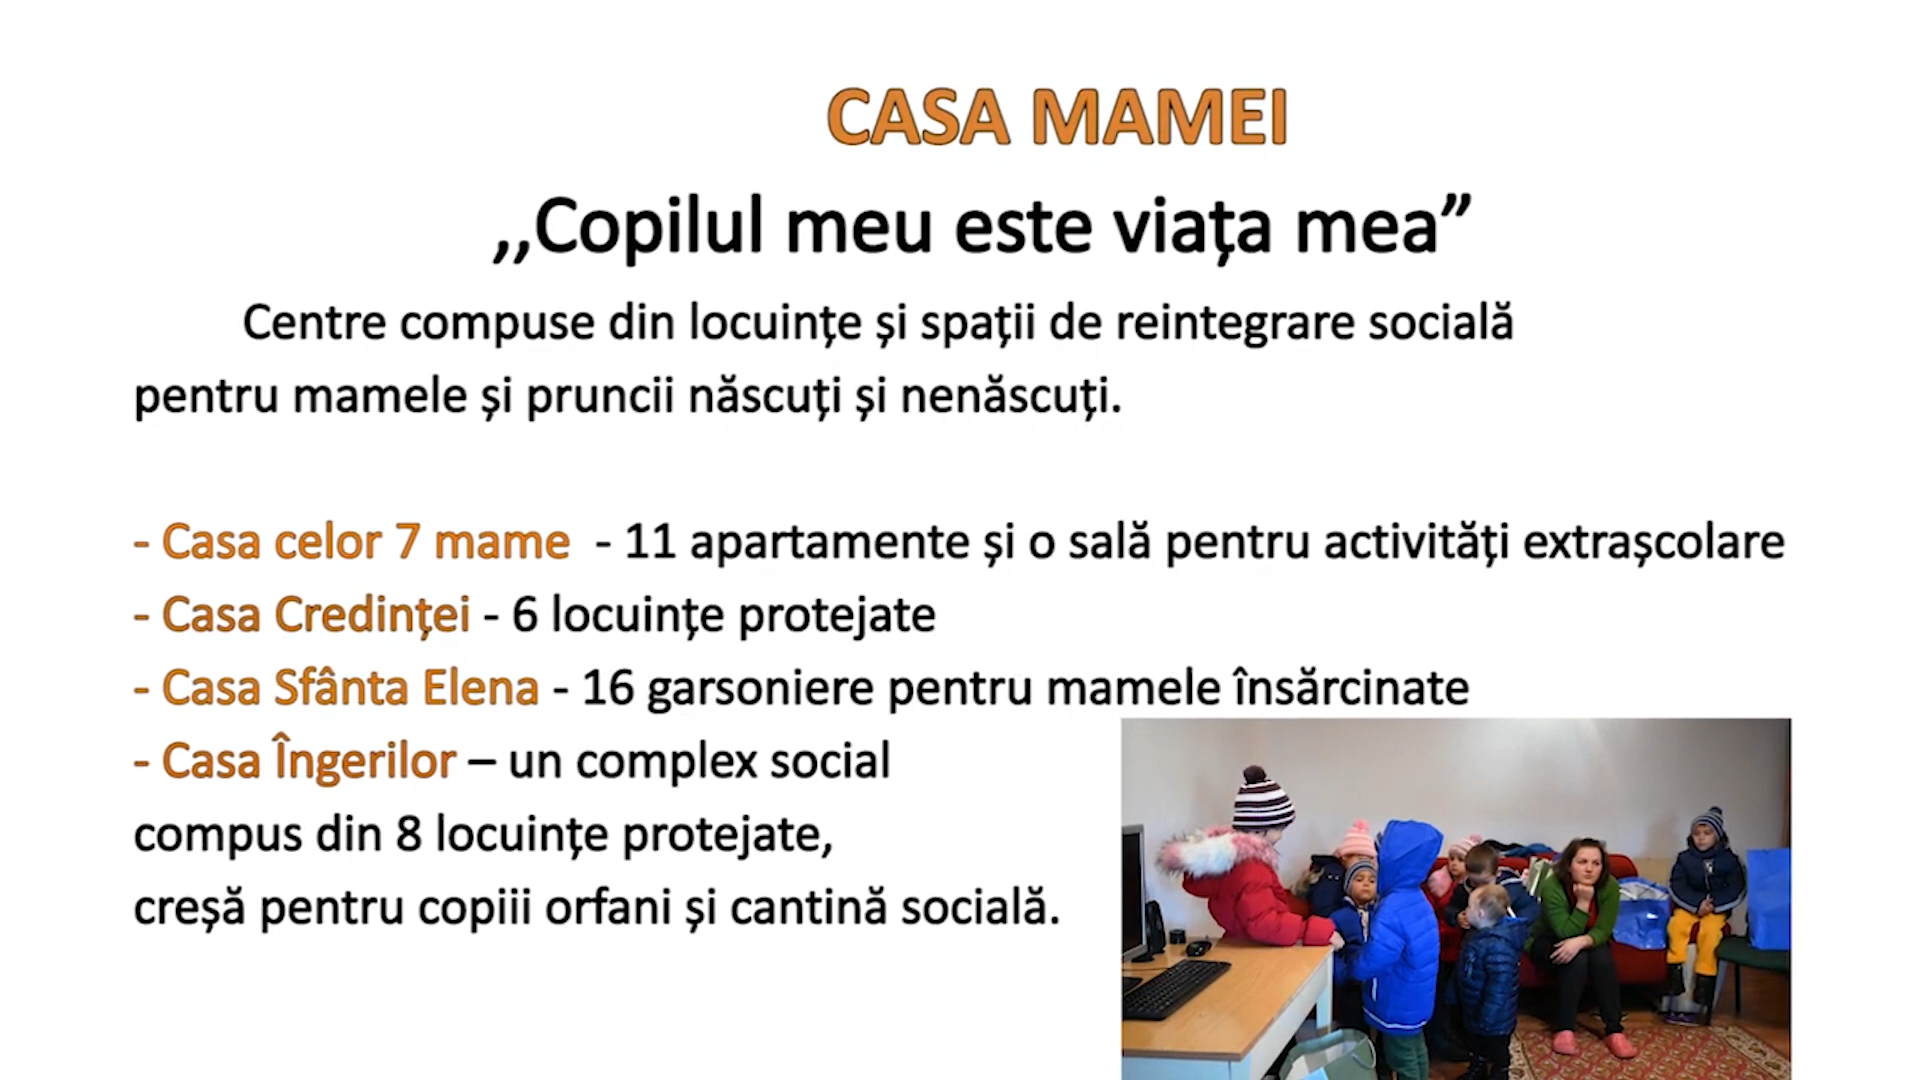 CASA MAMEI
,,Copilul meu este viața mea”
Centre compuse din locuințe și spații de reintegrare socială
pentru mamele și pruncii născuți și nenăscuți.
- Casa celor 7 mame - 11 apartamente și o sală pentru activități extrașcolare
- Casa Credinței - 6 locuințe protejate
- Casa Sfânta Elena - 16 garsoniere pentru mamele însărcinate
- Casa Îngerilor – un complex social
compus din 8 locuințe protejate,
creșă pentru copiii orfani și cantină socială.